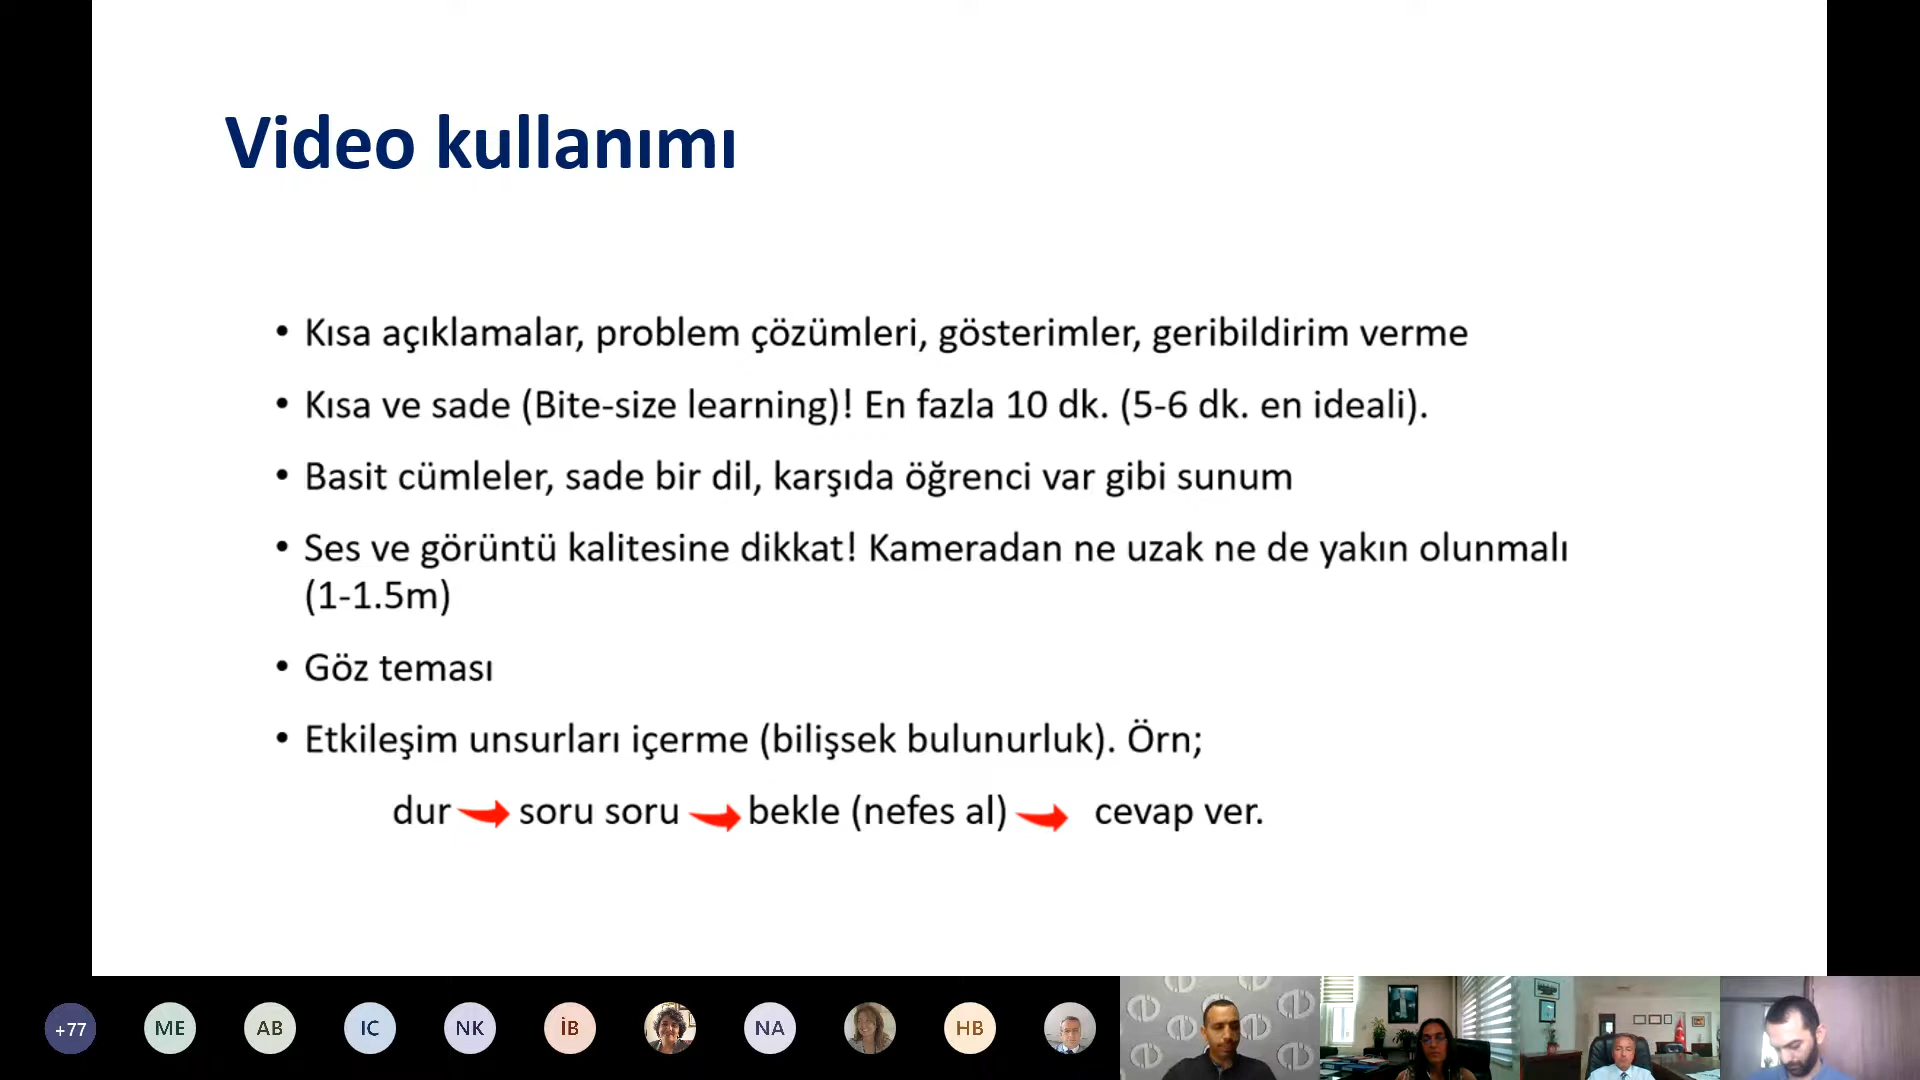 Video kullanımı
• Kısa açıklamalar, problem çözümleri, gösterimler, geribildirim verme
• Kısa ve sade (Bite-size learning)! En fazla 10 dk. (5-6 dk. en ideali).
• Basit cümleler, sade bir dil, karşıda öğrenci var gibi sunum
• Ses ve görüntü kalitesine dikkat! Kameradan ne uzak ne de yakın olunmalı
(1-1.5m)
• Göz teması
• Etkileşim unsurları içerme (bilişsek bulunurluk). Örn;
dur soru soru bekle (nefes al) cevap ver.
+77 ME AB IC NK İB NA HB